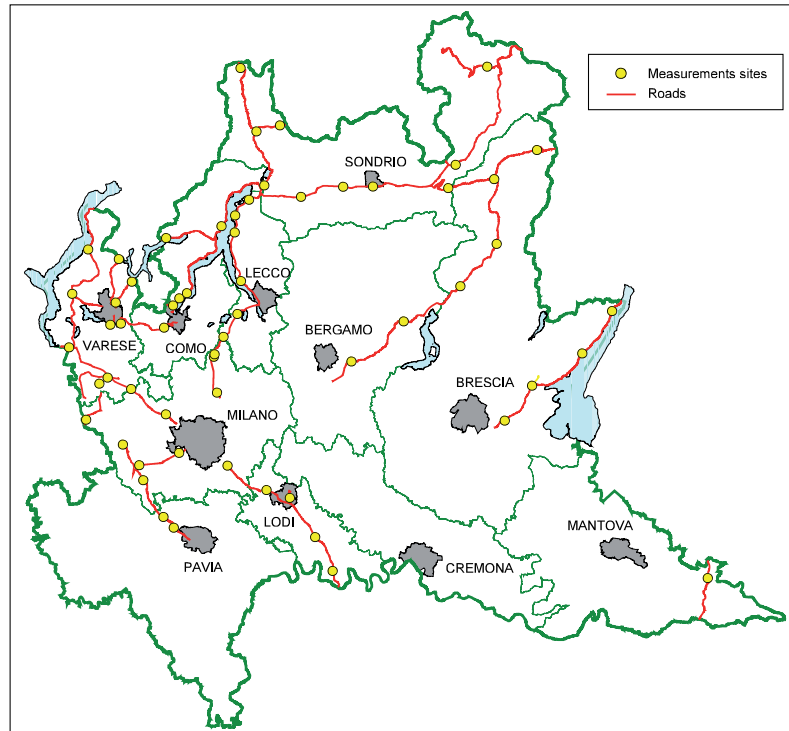 Measurements sites
Roads
SONDRIO
LECCO
VARESE
COMO
BERGAMO
BRESCIA
MILANO
LODI
PAVIA
CREMONA
MANTOVA